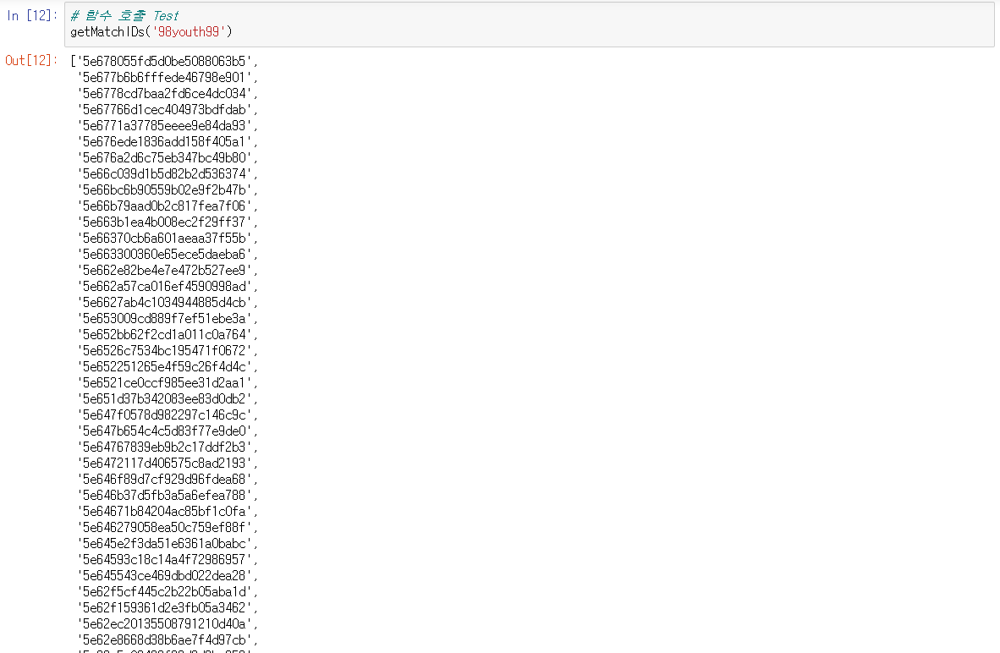 In [12]: # 함수 호출 Test
getMatchIDs('98youth99')
Out[12]: ['5e678055fd5d0be5088063b5',
'5e677b6b6fffede46798e901',
'5e6778cd7baa2fd6ce4dc034',
'5e67766d1cec404973bdfdab',
'5e6771a37785eeee9e84da93',
'5e676ede1836add158f405a1',
'5e676a2d6c75eb347bc49b80',
'5e66c039d1b5d82b2d536374',
'5e66bc6b90559b02e9f2b47b',
'5e66b79aad0b2c817fea7f06',
'5e663b1ea4b008ec2f29ff37',
'5e66370cb6a601aeaa37f55b',
'5e663300360e65ece5daeba6',
'5e662e82be4e7e472b527ee9',
'5e662a57ca016ef4590998ad',
'5e6627ab4c1034944885d4cb',
'5e653009cd889f7ef51ebe3a',
'5e652bb62f2cd1a011c0a764',
'5e6526c7534bc195471f0672',
'5e652251265e4f59c26f4d4c',
'5e6521ce0ccf985ee31d2aa1',
'5e651d37b342083ee83d0db2',
'5e647f0578d982297c146c9c',
'5e647b654c4c5d83f77e9de0',
'5e64767839eb9b2c17ddf2b3',
'5e6472117d406575c8ad2193',
'5e646f89d7cf929d96fdea68',
'5e646b37d5fb3a5a6efea788',
'5e64671b84204ac85bf1c0fa',
'5e646279058ea50c759ef88f',
'5e645e2f3da51e6361a0babc',
'5e64593c18c14a4f72986957',
'5e645543ce469dbd022dea28',
'5e62f5cf445c2b22b05aba1d',
'5e62f159361d2e3fb05a3462',
'5e62ec20135508791210d40a',
'5e62e8668d38b6ae7f4d97cb',